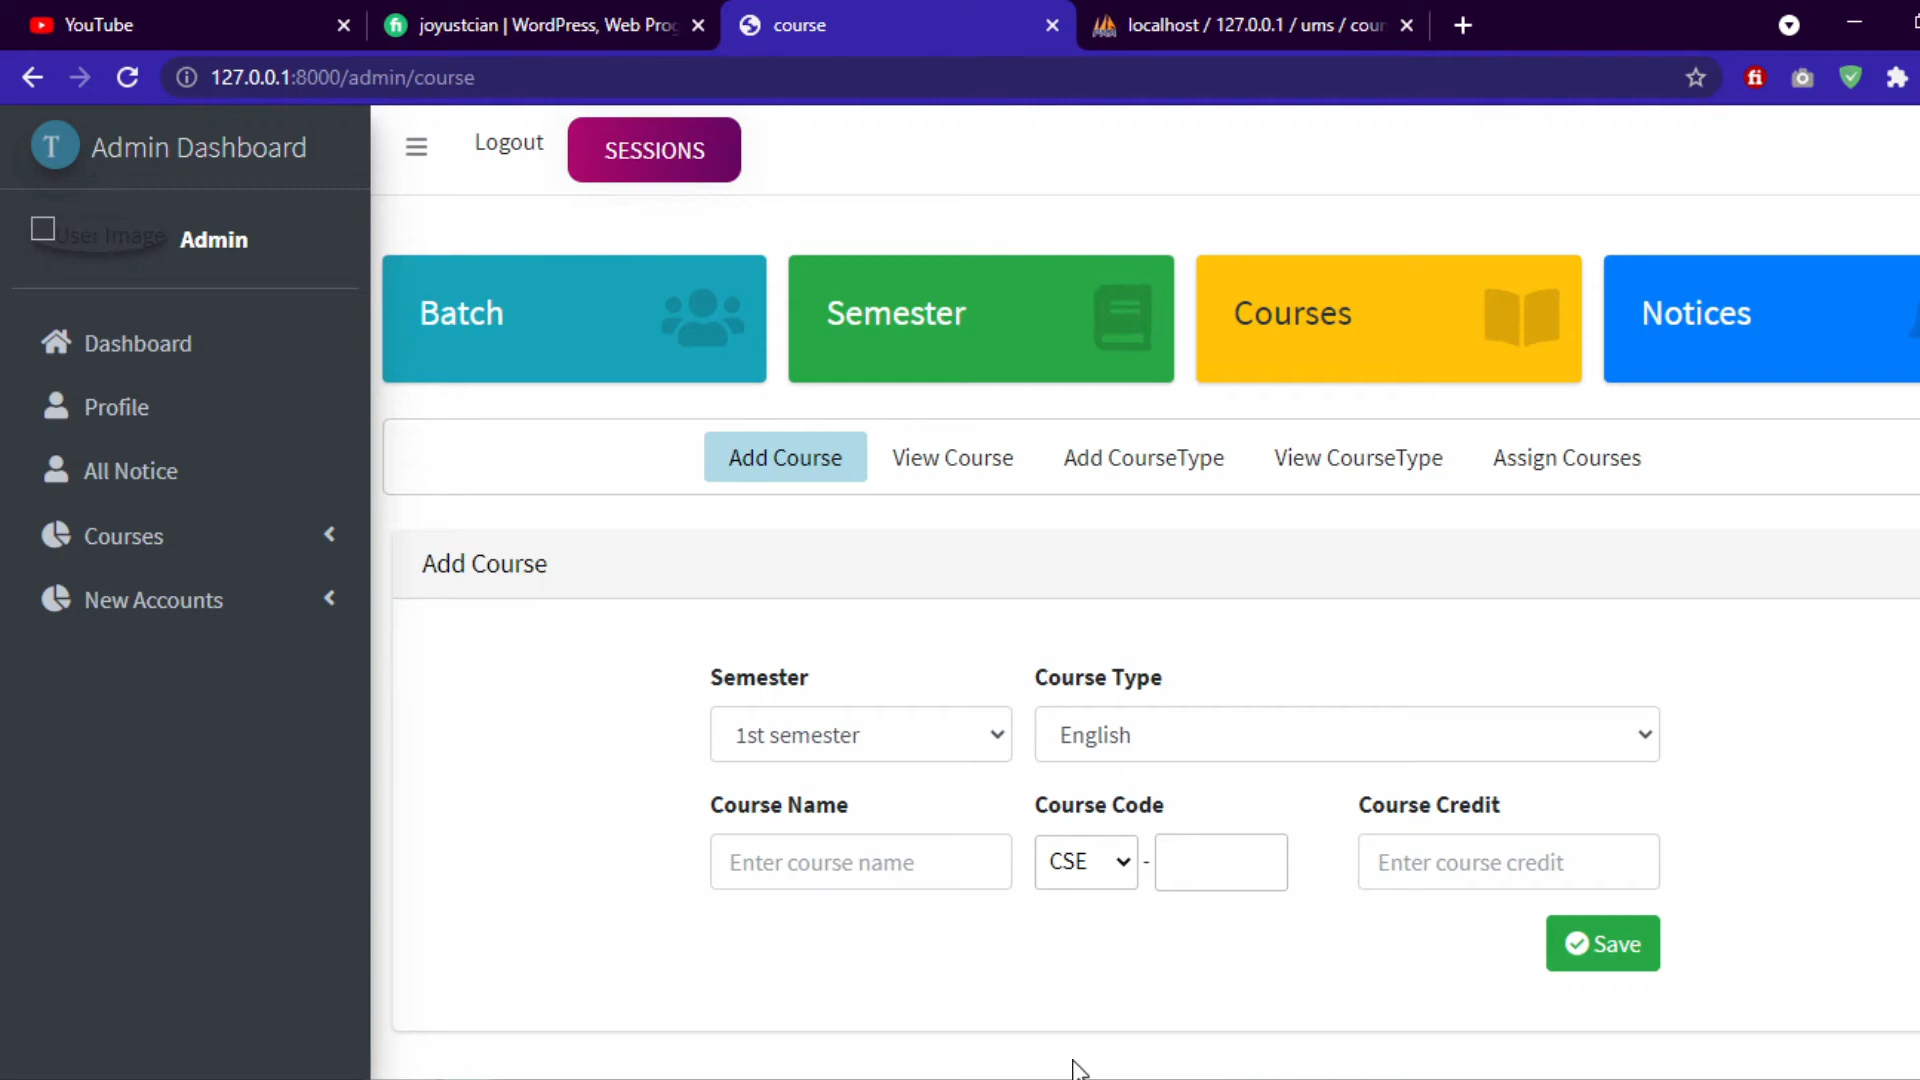 YouTube
fi joyustcian | WordPress, Web Prog
course
localhost / 127.0.0.1 / ums / cour
127.0.0.1:8000/admin/course
fi
T Admin Dashboard
Logout
SESSIONS
User Image
Admin
Dashboard
Profile
All Notice
Courses
New Accounts
Batch
Semester
Courses
Notices
Add Course
View Course
Add CourseType
View CourseType
Assign Courses
Add Course
Semester
Course Type
1st semester
English
Course Name
Course Code
Course Credit
Enter course name
CSE -
Enter course credit
Save